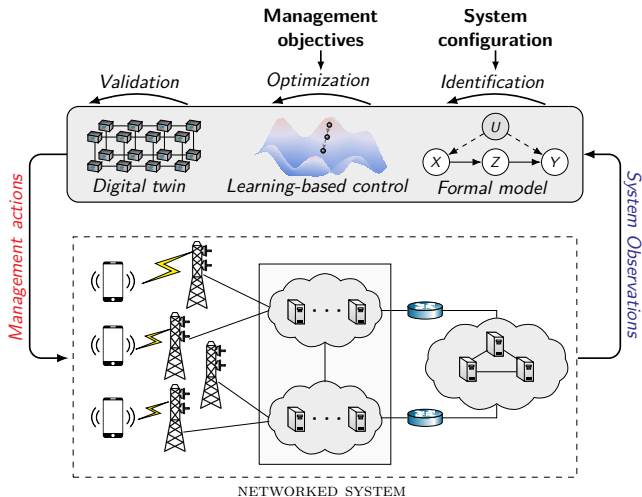 Management
objectives
System
configuration
Validation
Optimization
Identification
U
X
Z
Y
Digital twin
Learning-based control
Formal model
Management actions
System Observations
NETWORKED SYSTEM